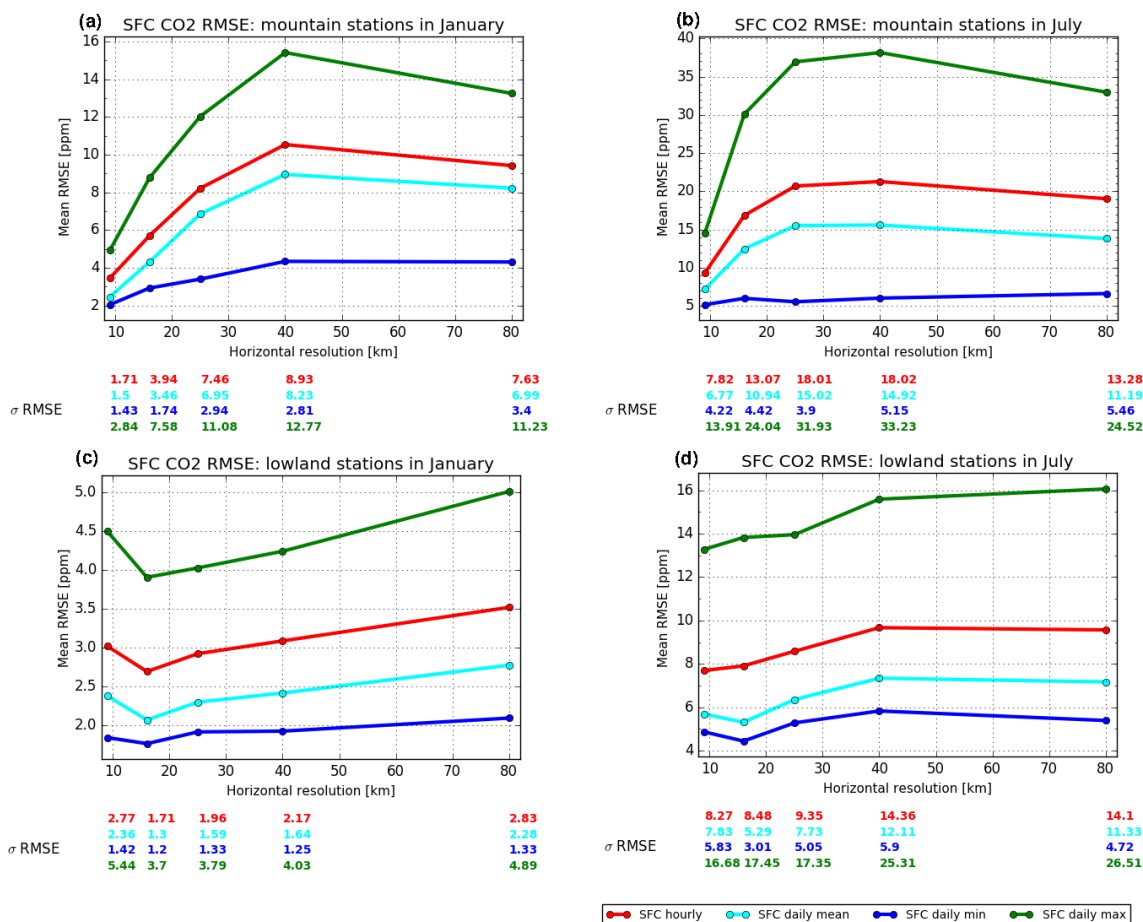 (a)
SFC CO2 RMSE: mountain stations in January
16
14
12
10
8
6
4
2
Mean RMSE [ppm]
10 20 30 40 50 60 70 80
Horizontal resolution [km]
1.71 3.94 7.46 8.93 7.63
1.5 3.46 6.95 8.23 6.99
σ RMSE
1.43 1.74 2.94 2.81 3.4
2.84 7.58 11.08 12.77 11.23
(b)
SFC CO2 RMSE: mountain stations in July
40
35
30
25
20
15
10
5
Mean RMSE [ppm]
10 20 30 40 50 60 70 80
Horizontal resolution [km]
7.82 13.07 18.01 18.02 13.28
6.77 10.94 15.02 14.92 11.19
σ RMSE
4.22 4.42 3.9 5.15 5.46
13.91 24.04 31.93 33.23 24.52
(c)
SFC CO2 RMSE: lowland stations in January
5.0
4.5
4.0
3.5
3.0
2.5
2.0
Mean RMSE [ppm]
10 20 30 40 50 60 70 80
Horizontal resolution [km]
2.77 1.71 1.96 2.17 2.83
2.36 1.3 1.59 1.64 2.28
σ RMSE
1.42 1.2 1.33 1.25 1.33
5.44 3.7 3.79 4.03 4.89
(d)
SFC CO2 RMSE: lowland stations in July
16
14
12
10
8
6
4
Mean RMSE [ppm]
10 20 30 40 50 60 70 80
Horizontal resolution [km]
8.27 8.48 9.35 14.36 14.1
7.83 5.29 7.73 12.11 11.33
σ RMSE
5.83 3.01 5.05 5.9 4.72
16.68 17.45 17.35 25.31 26.51
SFC hourly SFC daily mean SFC daily min SFC daily max